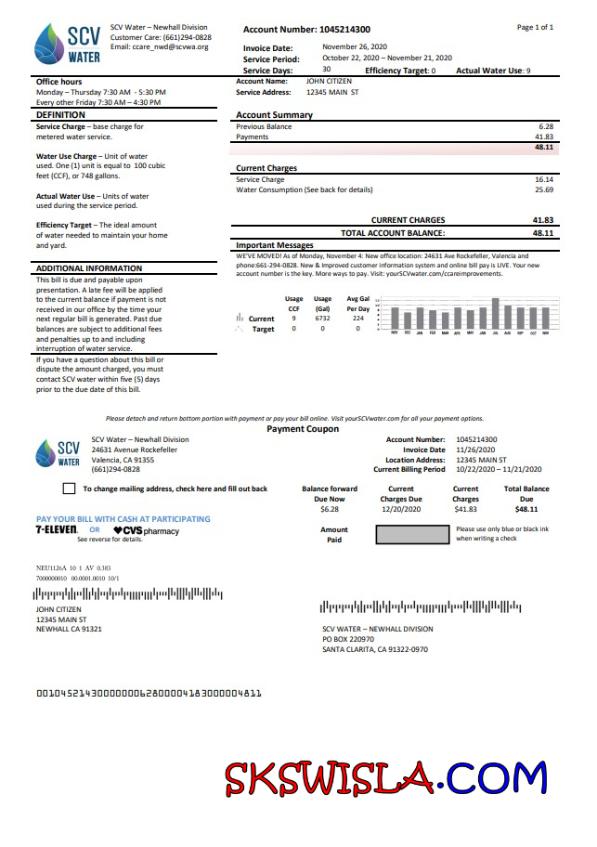 SCV
WATER
SCV Water – Newhall Division
Customer Care: (661)294-0828
Email: ccare_nwd@scvwa.org
Account Number: 1045214300
Page 1 of 1
Invoice Date: November 26, 2020
Service Period: October 22, 2020 – November 21, 2020
Service Days: 30 Efficiency Target: 0 Actual Water Use: 9
Office hours
Monday – Thursday 7:30 AM - 5:30 PM
Every other Friday 7:30 AM – 4:30 PM
Account Name: JOHN CITIZEN
Service Address: 12345 MAIN ST
DEFINITION
Service Charge – base charge for
metered water service.
Water Use Charge – Unit of water
used. One (1) unit is equal to 100 cubic
feet (CCF), or 748 gallons.
Actual Water Use – Units of water
used during the service period.
Efficiency Target – The ideal amount
of water needed to maintain your home
and yard.
ADDITIONAL INFORMATION
This bill is due and payable upon
presentation. A late fee will be applied
to the current balance if payment is not
received in our office by the time your
next regular bill is generated. Past due
balances are subject to additional fees
and penalties up to and including
interruption of water service.
If you have a question about this bill or
dispute the amount charged, you must
contact SCV water within five (5) days
prior to the due date of this bill.
Account Summary
Previous Balance 6.28
Payments 41.83
48.11
Current Charges
Service Charge 16.14
Water Consumption (See back for details) 25.69
CURRENT CHARGES 41.83
TOTAL ACCOUNT BALANCE: 48.11
Important Messages
WE'VE MOVED! As of Monday, November 4: New office location: 24631 Ave Rockefeller, Valencia and
phone:661-294-0828. New & Improved customer information system and online bill pay is LIVE. Your new
account number is the key. More ways to pay. Visit: yourSCVwater.com/ccareimprovements.
Usage Usage Avg Gal
CCF (Gal) Per Day
Current 9 6732 224
Target 0 0 0
NOV DEC JAN FEB MAR APR MAY JUN JUL AUG SEP OCT NOV
Please detach and return bottom portion with payment or pay your bill online. Visit yourSCVwater.com for all your payment options.
Payment Coupon
SCV
WATER
SCV Water – Newhall Division
24631 Avenue Rockefeller
Valencia, CA 91355
(661)294-0828
Account Number: 1045214300
Invoice Date 11/26/2020
Location Address: 12345 MAIN ST
Current Billing Period 10/22/2020 – 11/21/2020
To change mailing address, check here and fill out back
Balance forward Current Current Total Balance
Due Now Charges Due Charges Due
$6.28 12/20/2020 $41.83 $48.11
PAY YOUR BILL WITH CASH AT PARTICIPATING
7-ELEVEN. OR CVS pharmacy
See reverse for details.
Amount
Paid
Please use only blue or black ink
when writing a check
NEU1126A 10 1 AV 0.383
7000000010 00.0001.0010 10/1
JOHN CITIZEN
12345 MAIN ST
NEWHALL CA 91321
SCV WATER – NEWHALL DIVISION
PO BOX 220970
SANTA CLARITA, CA 91322-0970
0010452143000000062800004183000004811
SKSWISLA.COM